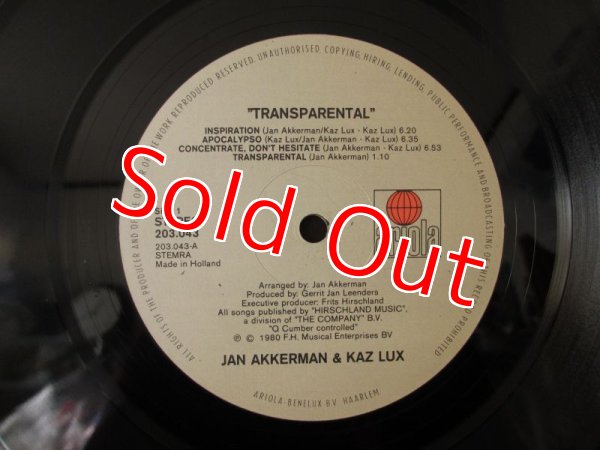 ALL RIGHTS OF THE PRODUCER AND OF THE OWNER OF THE WORK REPRODUCED RESERVED. UNAUTHORISED COPYING, HIRING, LENDING, PUBLIC PERFORMANCE AND BROADCASTING OF THIS RECORD PROHIBITED
"TRANSPARENTAL"
INSPIRATION (Jan Akkerman/Kaz Lux - Kaz Lux) 6.20
APOCALYPSO (Kaz Lux/Jan Akkerman - Kaz Lux) 6.35
CONCENTRATE, DON'T HESITATE (Jan Akkerman - Kaz Lux) 6.53
TRANSPARENTAL (Jan Akkerman) 1.10
Sold Out
1
203.043
ariola
203.043-A
STEMRA
Made in Holland
Arranged by: Jan Akkerman
Produced by: Gerrit Jan Leenders
Executive producer: Frits Hirschland
All songs published by "HIRSCHLAND MUSIC",
a division of "THE COMPANY" B.V.
"Q Cumber controlled"
℗ © 1980 F.H. Musical Enterprises BV
JAN AKKERMAN & KAZ LUX
ARIOLA-BENELUX B.V. HAARLEM